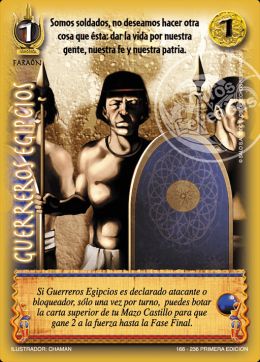 1
FARAÓN
Somos soldados, no deseamos hacer otra
cosa que ésta: dar la vida por nuestra
gente, nuestra fe y nuestra patria.
1
GUERREROS EGIPCIOS
Si Guerreros Egipcios es declarado atacante o
bloqueador, sólo una vez por turno, puedes botar
la carta superior de tu Mazo Castillo para que
gane 2 a la fuerza hasta la Fase Final.
ILUSTRADOR: CHAMAN
166 - 236 PRIMERA EDICIÓN